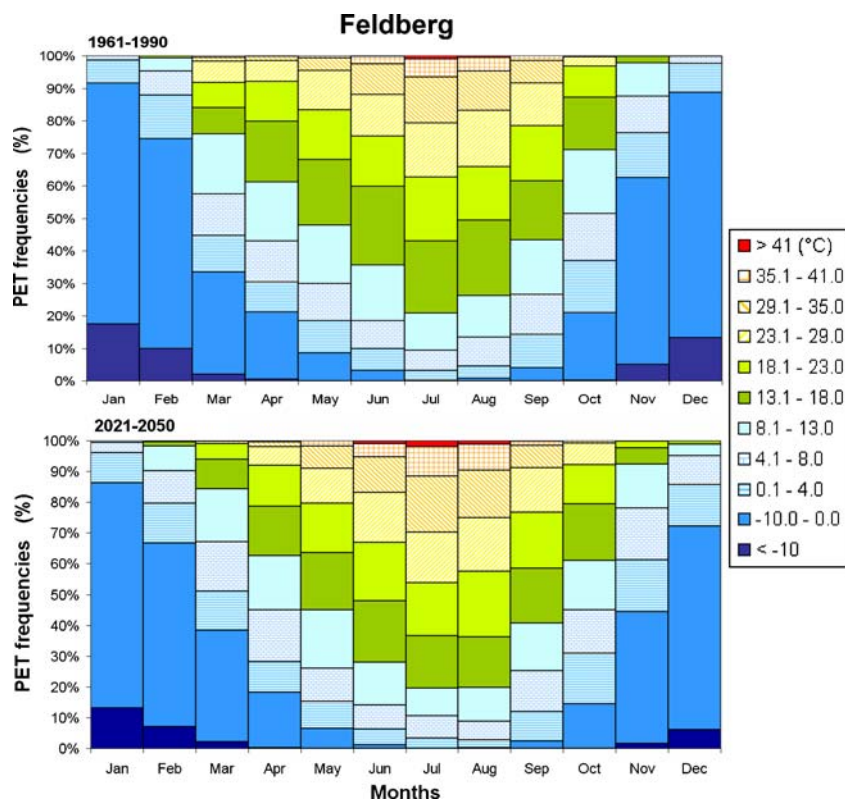 Feldberg
1961-1990
PET frequencies (%)
100%
90%
80%
70%
60%
50%
40%
30%
20%
10%
0%
Jan Feb Mar Apr May Jun Jul Aug Sep Oct Nov Dec
2021-2050
PET frequencies (%)
100%
90%
80%
70%
60%
50%
40%
30%
20%
10%
0%
Jan Feb Mar Apr May Jun Jul Aug Sep Oct Nov Dec
Months
> 41 (°C)
35.1 - 41.0
29.1 - 35.0
23.1 - 29.0
18.1 - 23.0
13.1 - 18.0
8.1 - 13.0
4.1 - 8.0
0.1 - 4.0
-10.0 - 0.0
< -10